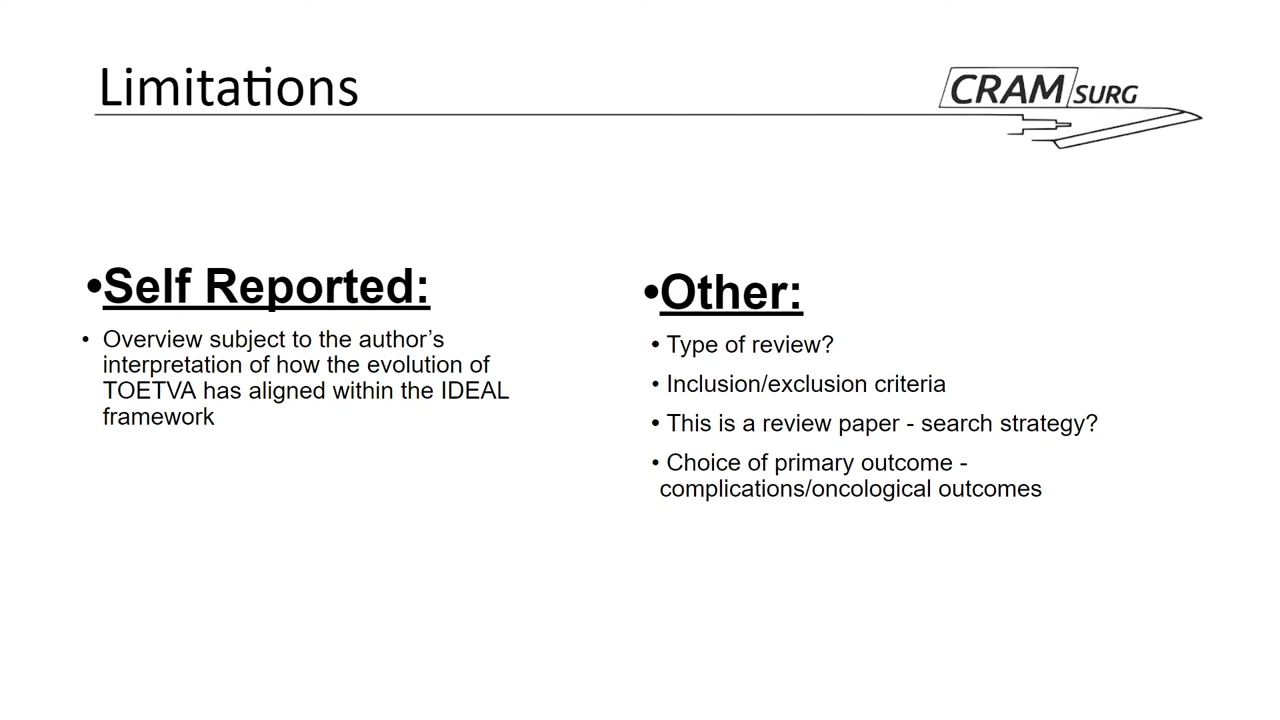 Limitations
CRAM SURG
•Self Reported:
• Overview subject to the author’s
interpretation of how the evolution of
TOETVA has aligned within the IDEAL
framework
•Other:
• Type of review?
• Inclusion/exclusion criteria
• This is a review paper - search strategy?
• Choice of primary outcome -
complications/oncological outcomes